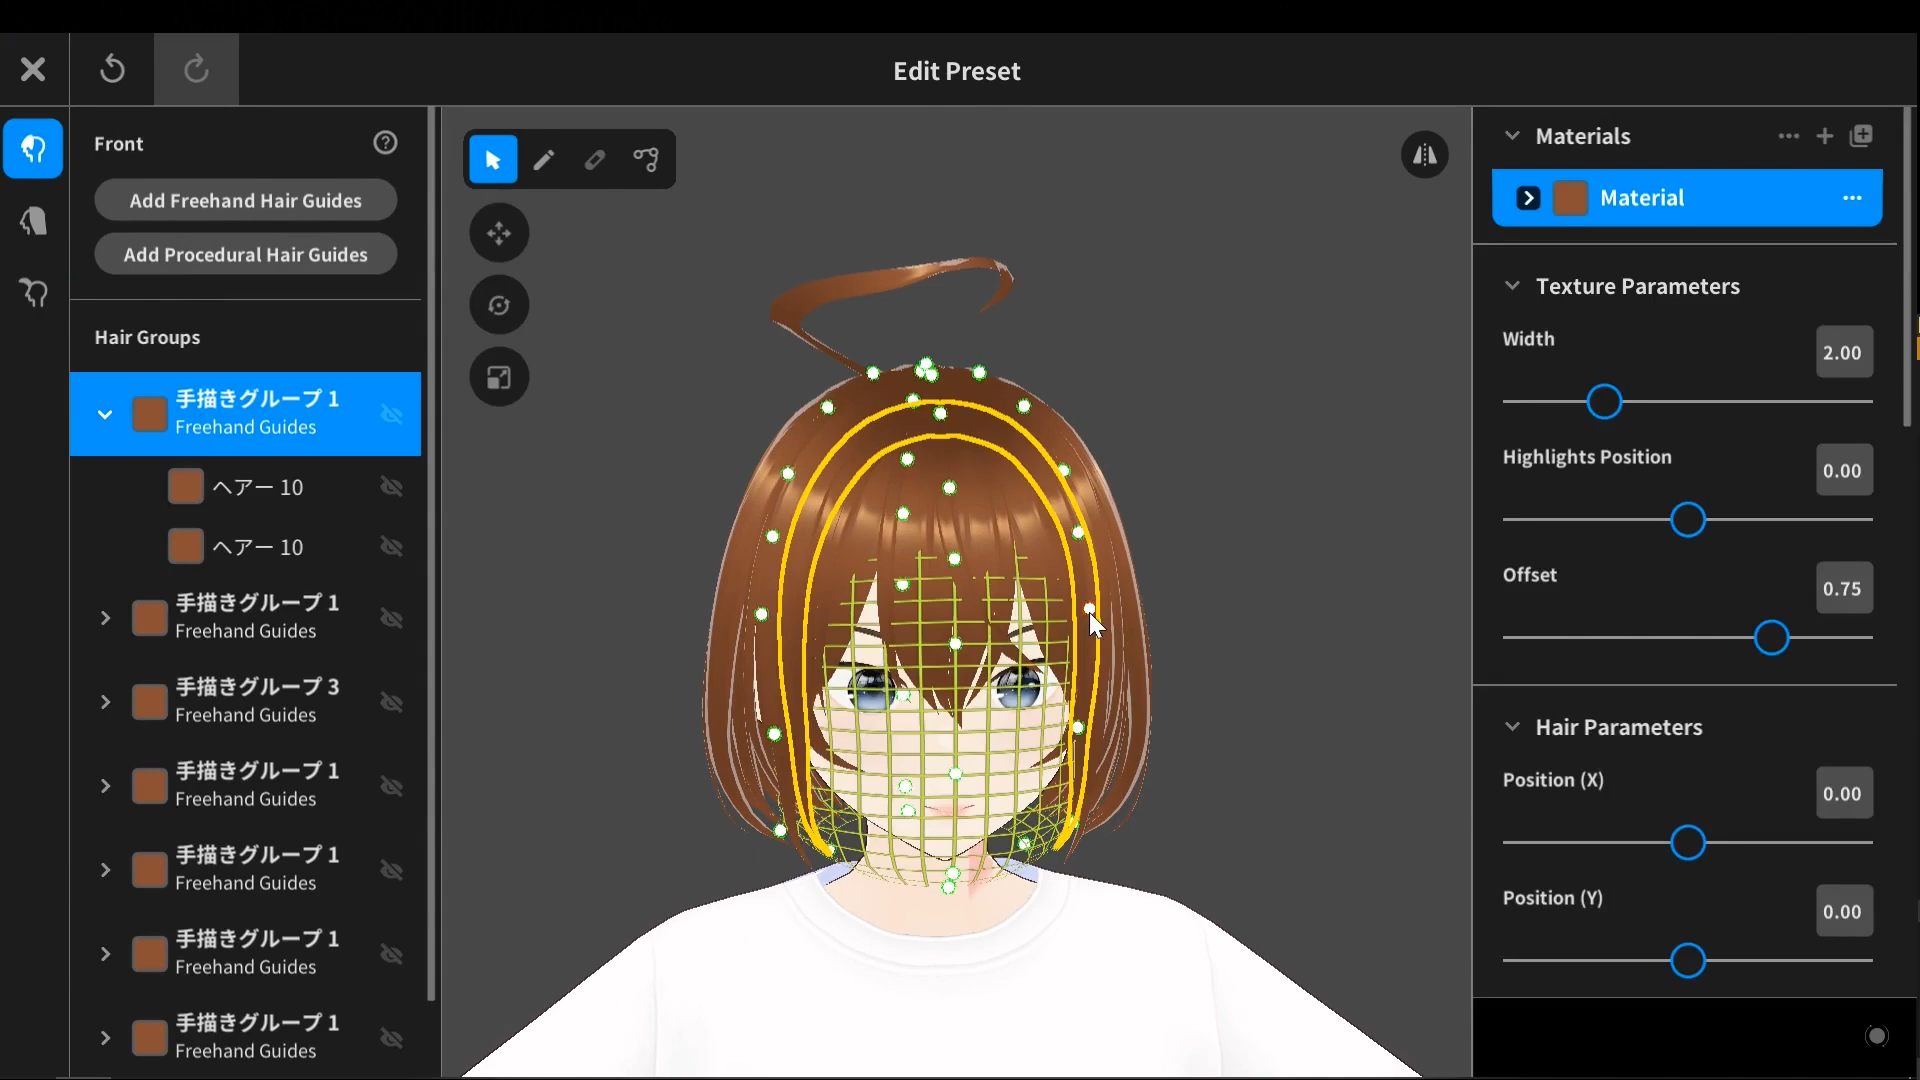 Edit Preset
Front
Add Freehand Hair Guides
Add Procedural Hair Guides
Hair Groups
手描きグループ 1
Freehand Guides
ヘアー 10
ヘアー 10
手描きグループ 1
Freehand Guides
手描きグループ 3
Freehand Guides
手描きグループ 1
Freehand Guides
手描きグループ 1
Freehand Guides
手描きグループ 1
Freehand Guides
手描きグループ 1
Freehand Guides
Materials
Material
Texture Parameters
Width
2.00
Highlights Position
0.00
Offset
0.75
Hair Parameters
Position (X)
0.00
Position (Y)
0.00